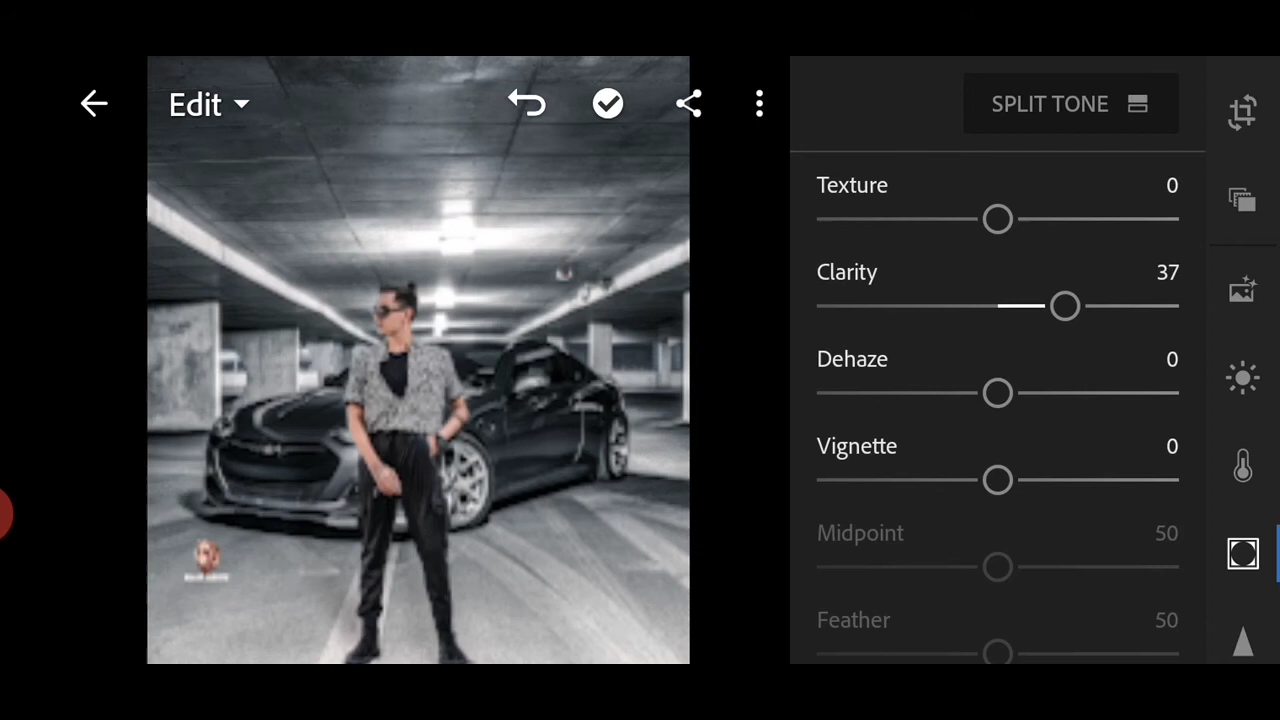 Edit
SPLIT TONE
Texture 0
Clarity 37
Dehaze 0
Vignette 0
Midpoint 50
Feather 50